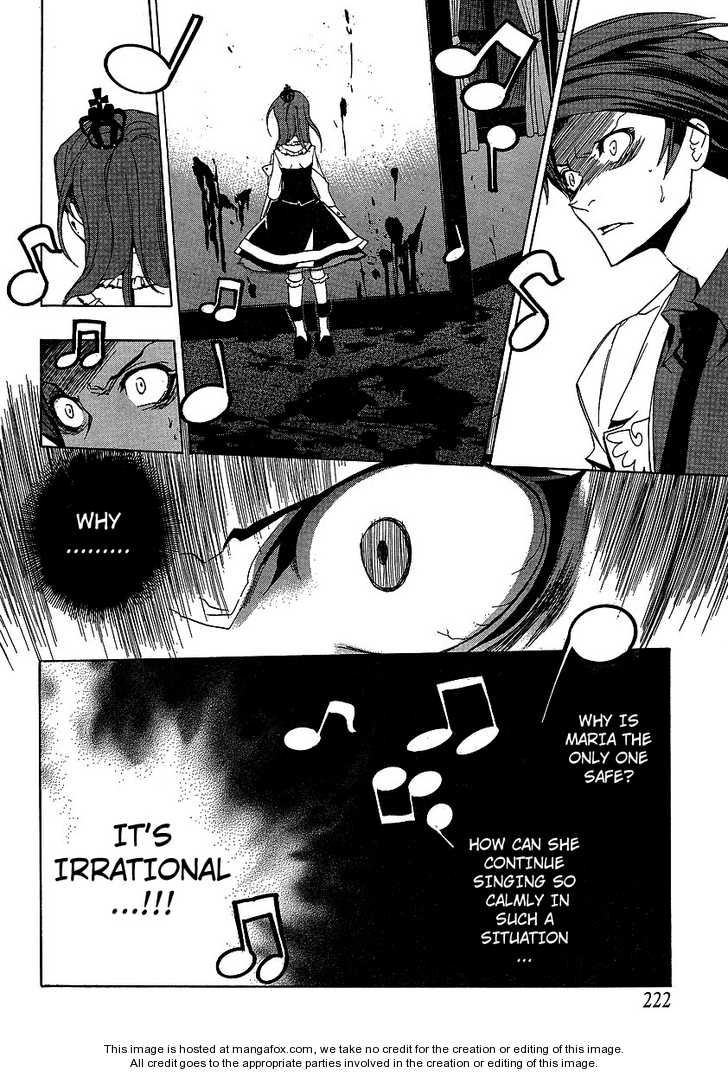 WHY
.........
WHY IS
MARIA THE
ONLY ONE
SAFE?
HOW CAN SHE
CONTINUE
SINGING SO
CALMLY IN
SUCH A
SITUATION
...
IT'S
IRRATIONAL
...!!!
222
This image is hosted at mangafox.com, we take no credit for the creation or editing of this image.
All credit goes to the appropriate parties involved in the creation or editing of this image.